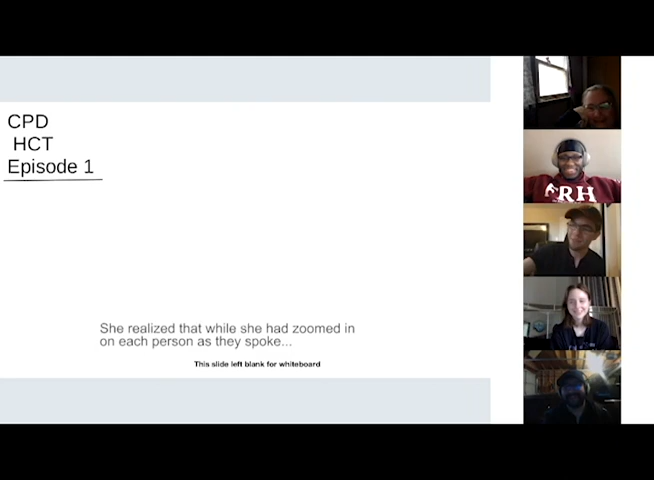 CPD
HCT
Episode 1
She realized that while she had zoomed in
on each person as they spoke...
This slide left blank for whiteboard
RH